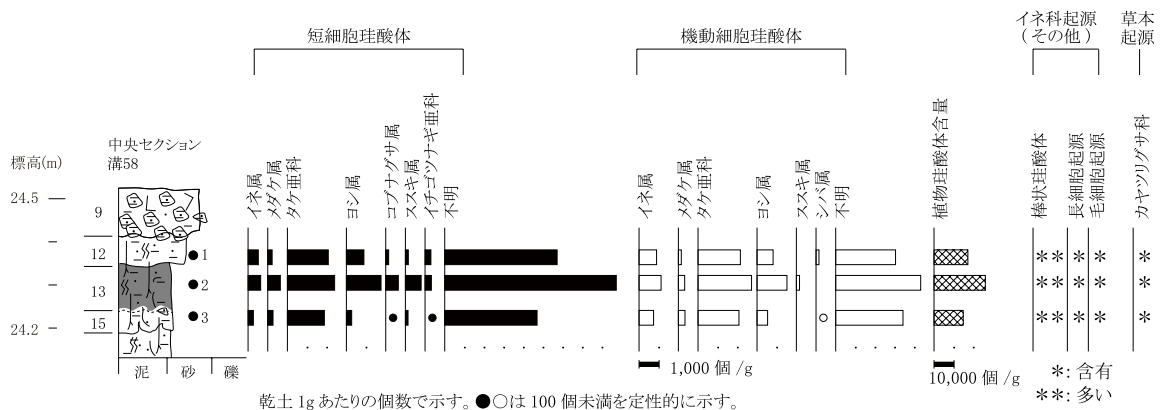 短細胞珪酸体
機動細胞珪酸体
イネ科起源
(その他)
草本
起源
標高(m)
中央セクション
溝58
イネ属
メダケ属
タケ亜科
ヨシ属
コブナグサ属
ススキ属
イチゴツナギ亜科
不明
イネ属
メダケ属
タケ亜科
ヨシ属
ススキ属
シバ属
不明
植物珪酸体含量
棒状珪酸体
長細胞起源
毛細胞起源
カヤツリグサ科
24.5
9
12
1
** * * *
13
2
** * * *
15
3
** * * *
24.2
泥 砂 礫
1,000 個 /g
10,000 個 /g
*: 含有
**: 多い
乾土 1g あたりの個数で示す。●○は 100 個未満を定性的に示す。